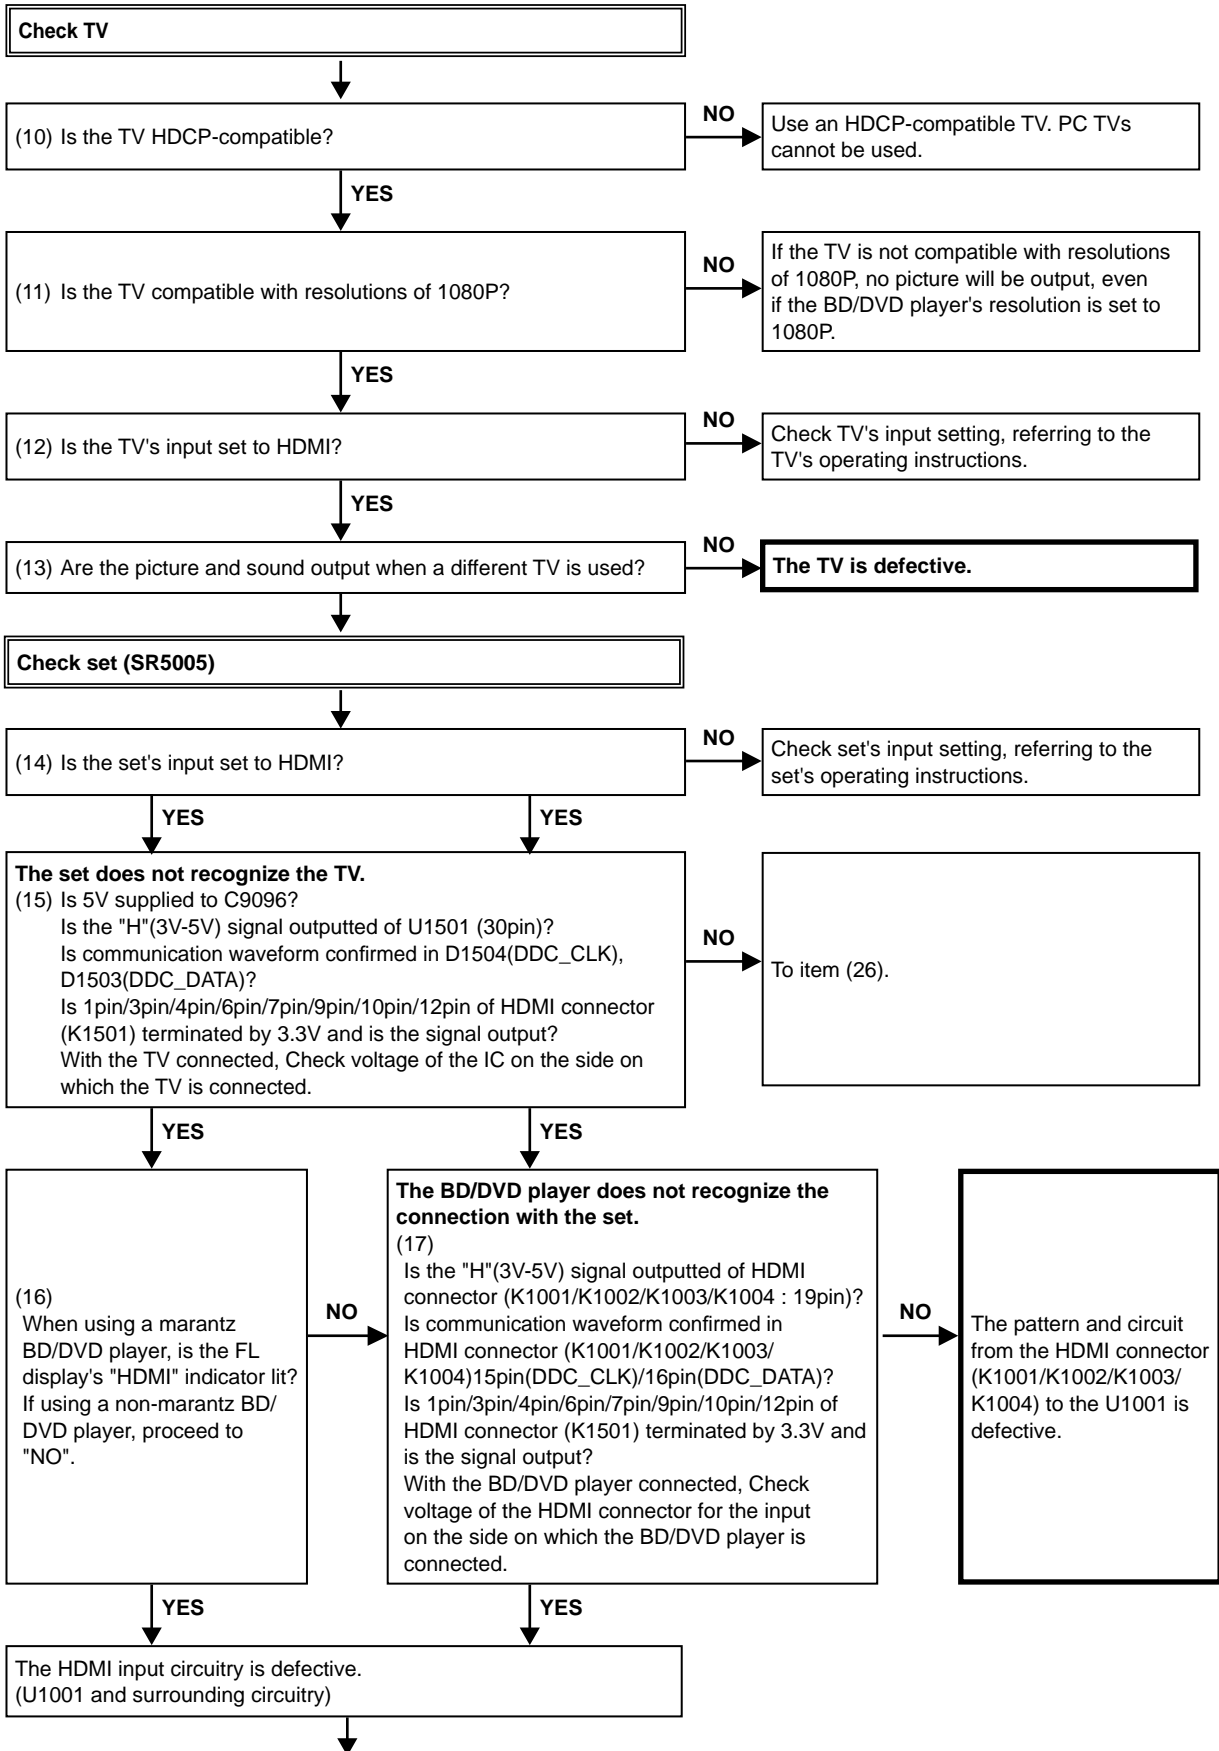 Check TV
(10) Is the TV HDCP-compatible?
NO
Use an HDCP-compatible TV. PC TVs
cannot be used.
YES
(11) Is the TV compatible with resolutions of 1080P?
NO
If the TV is not compatible with resolutions
of 1080P, no picture will be output, even
if the BD/DVD player's resolution is set to
1080P.
YES
(12) Is the TV's input set to HDMI?
NO
Check TV's input setting, referring to the
TV's operating instructions.
YES
(13) Are the picture and sound output when a different TV is used?
NO
The TV is defective.
Check set (SR5005)
(14) Is the set's input set to HDMI?
NO
Check set's input setting, referring to the
set's operating instructions.
YES
YES
The set does not recognize the TV.
(15) Is 5V supplied to C9096?
Is the "H"(3V-5V) signal outputted of U1501 (30pin)?
Is communication waveform confirmed in D1504(DDC_CLK),
D1503(DDC_DATA)?
Is 1pin/3pin/4pin/6pin/7pin/9pin/10pin/12pin of HDMI connector
(K1501) terminated by 3.3V and is the signal output?
With the TV connected, Check voltage of the IC on the side on
which the TV is connected.
NO
To item (26).
YES
YES
(16)
When using a marantz
BD/DVD player, is the FL
display's "HDMI" indicator lit?
If using a non-marantz BD/
DVD player, proceed to
"NO".
NO
The BD/DVD player does not recognize the
connection with the set.
(17)
Is the "H"(3V-5V) signal outputted of HDMI
connector (K1001/K1002/K1003/K1004 : 19pin)?
Is communication waveform confirmed in
HDMI connector (K1001/K1002/K1003/
K1004)15pin(DDC_CLK)/16pin(DDC_DATA)?
Is 1pin/3pin/4pin/6pin/7pin/9pin/10pin/12pin of
HDMI connector (K1501) terminated by 3.3V and
is the signal output?
With the BD/DVD player connected, Check
voltage of the HDMI connector for the input
on the side on which the BD/DVD player is
connected.
NO
The pattern and circuit
from the HDMI connector
(K1001/K1002/K1003/
K1004) to the U1001 is
defective.
YES
YES
The HDMI input circuitry is defective.
(U1001 and surrounding circuitry)